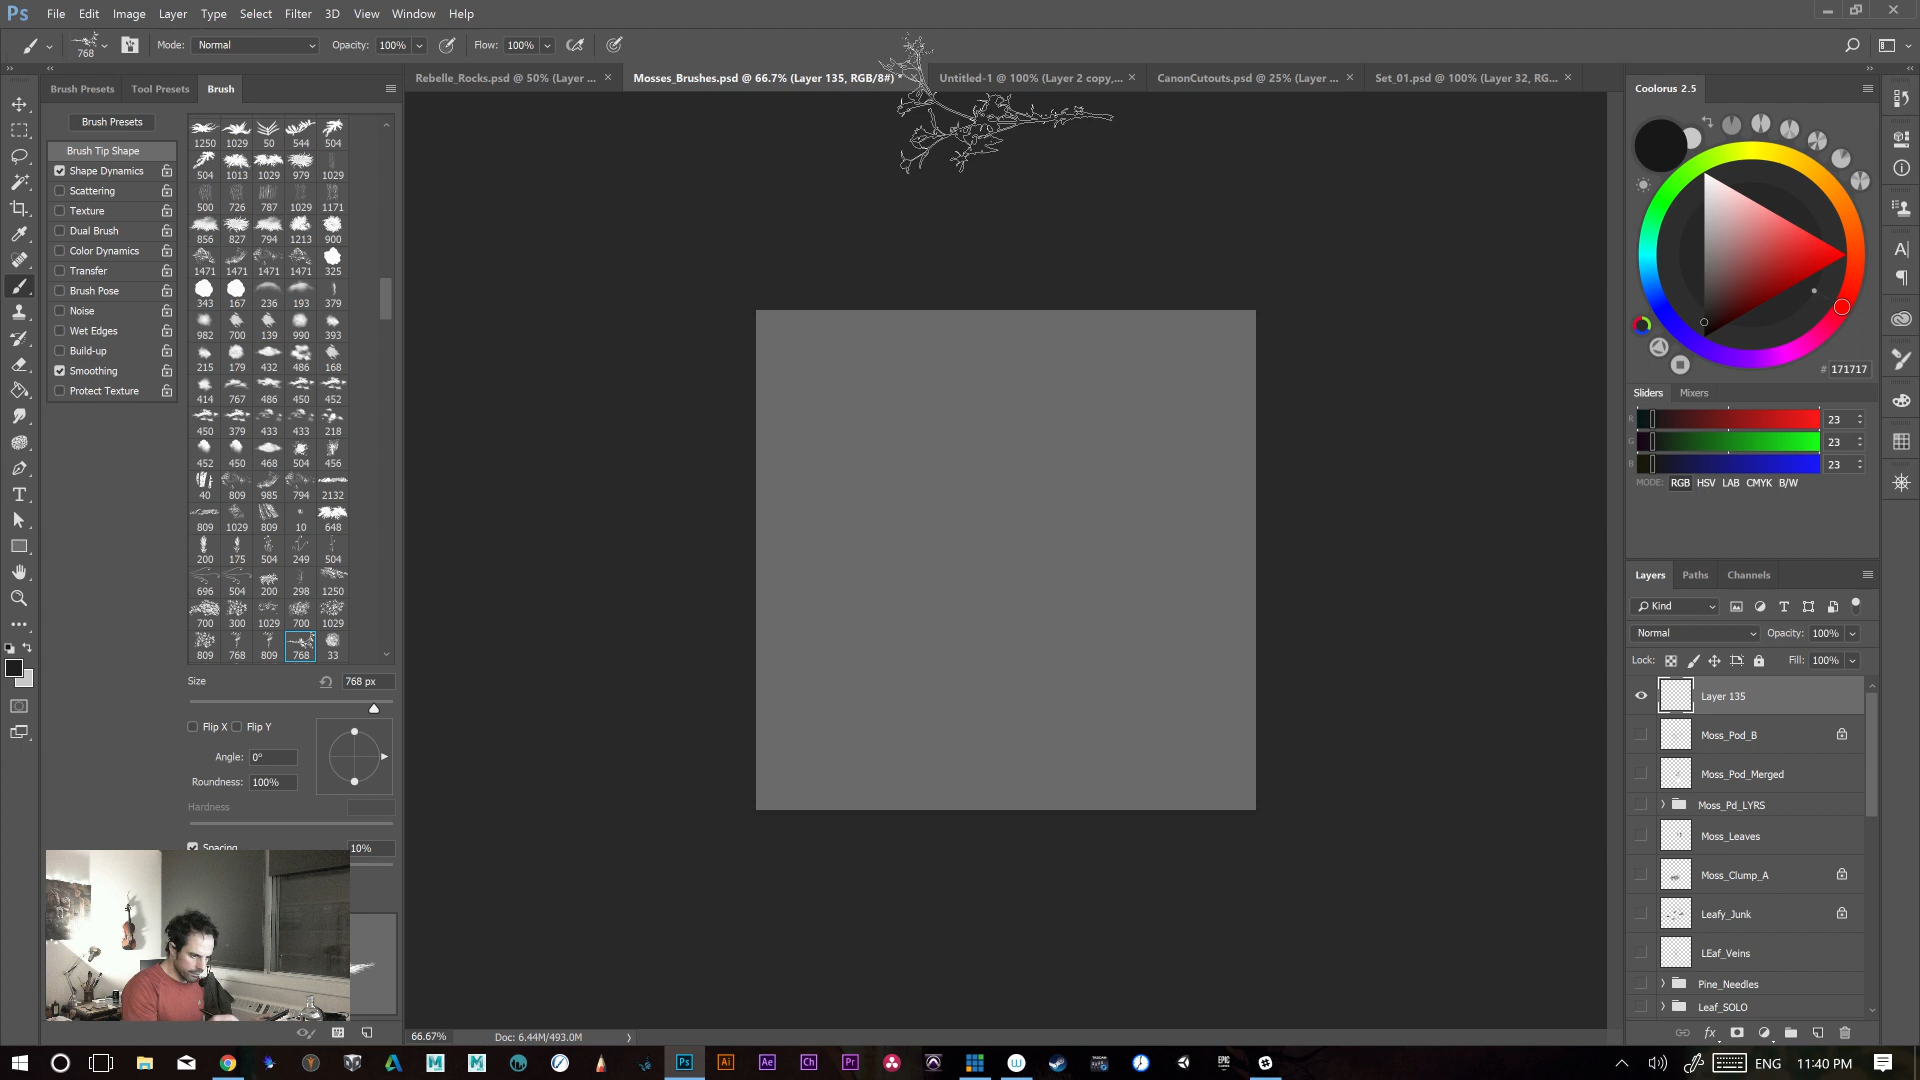 Ps File Edit Image Layer Type Select Filter 3D View Window Help
768 Mode: Normal Opacity: 100% Flow: 100%
Brush Presets Tool Presets Brush
Rebelle_Rocks.psd @ 50% (Layer ... × Mosses_Brushes.psd @ 66.7% (Layer 135, RGB/8#) * Untitled-1 @ 100% (Layer 2 copy,... × CanonCutouts.psd @ 25% (Layer ... × Set_01.psd @ 100% (Layer 32, RG... ×
Brush Presets
Brush Tip Shape
Shape Dynamics
Scattering
Texture
Dual Brush
Color Dynamics
Transfer
Brush Pose
Noise
Wet Edges
Build-up
Smoothing
Protect Texture
1250 1029 50 544 504
504 1013 1029 979 1029
500 726 787 1029 1171
856 827 794 1213 900
1471 1471 1471 1471 325
343 167 236 193 379
982 700 139 990 393
215 179 432 486 168
414 767 486 450 452
450 379 433 433 218
452 450 468 504 456
40 809 985 794 2132
809 1029 809 10 648
200 175 504 249 504
696 504 200 298 1250
700 300 1029 700 1029
809 768 809 768 33
Size 768 px
Flip X Flip Y
Angle: 0°
Roundness: 100%
Hardness
Spacing 10%
66.67% Doc: 6.44M/493.0M
Coolorus 2.5
# 171717
Sliders Mixers
R 23
G 23
B 23
MODE: RGB HSV LAB CMYK B/W
Layers Paths Channels
Kind
Normal Opacity: 100%
Lock: Fill: 100%
Layer 135
Moss_Pod_B
Moss_Pod_Merged
Moss_Pd_LYRS
Moss_Leaves
Moss_Clump_A
Leafy_Junk
LEaf_Veins
Pine_Needles
Leaf_SOLO
fx
Ps Ai Ae Ch Pr ENG 11:40 PM